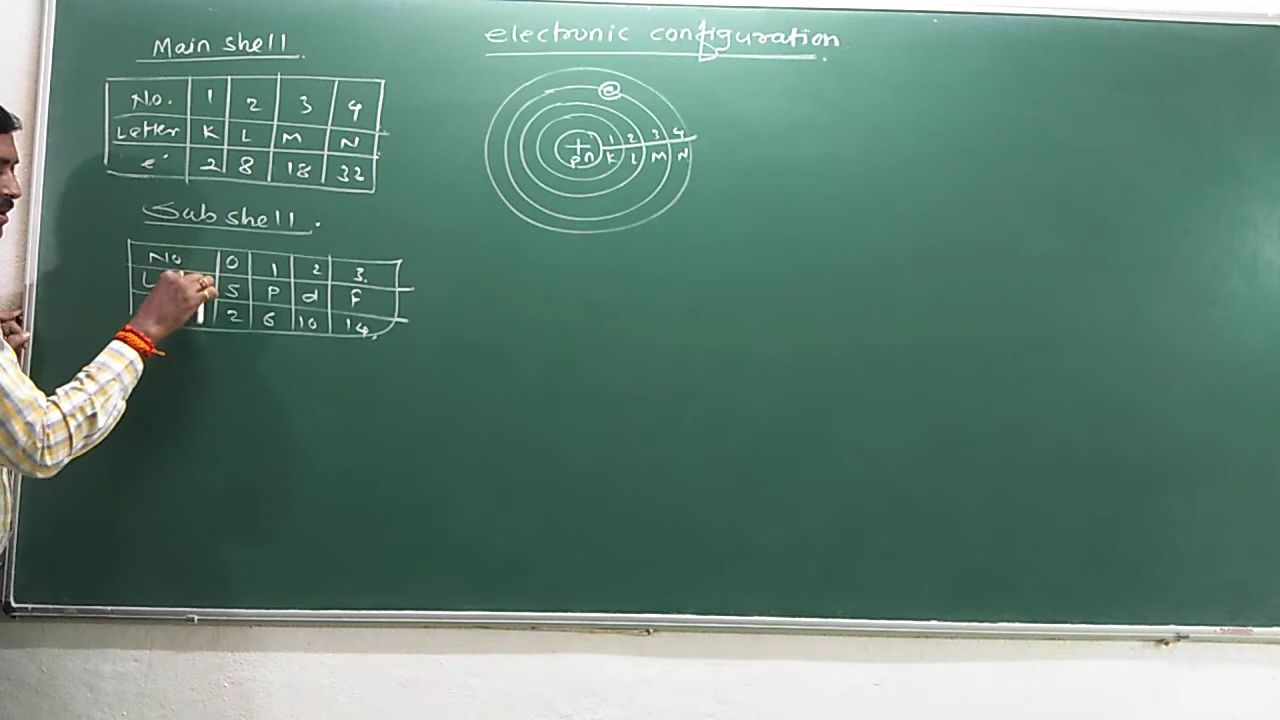 Main shell
No. 1 2 3 4
Letter K L M N
e- 2 8 18 32
Sub shell.
No 0 1 2 3.
L s p d f
2 6 10 14.
electronic configuration.
e
+ 1 2 3 4
pn K L M N